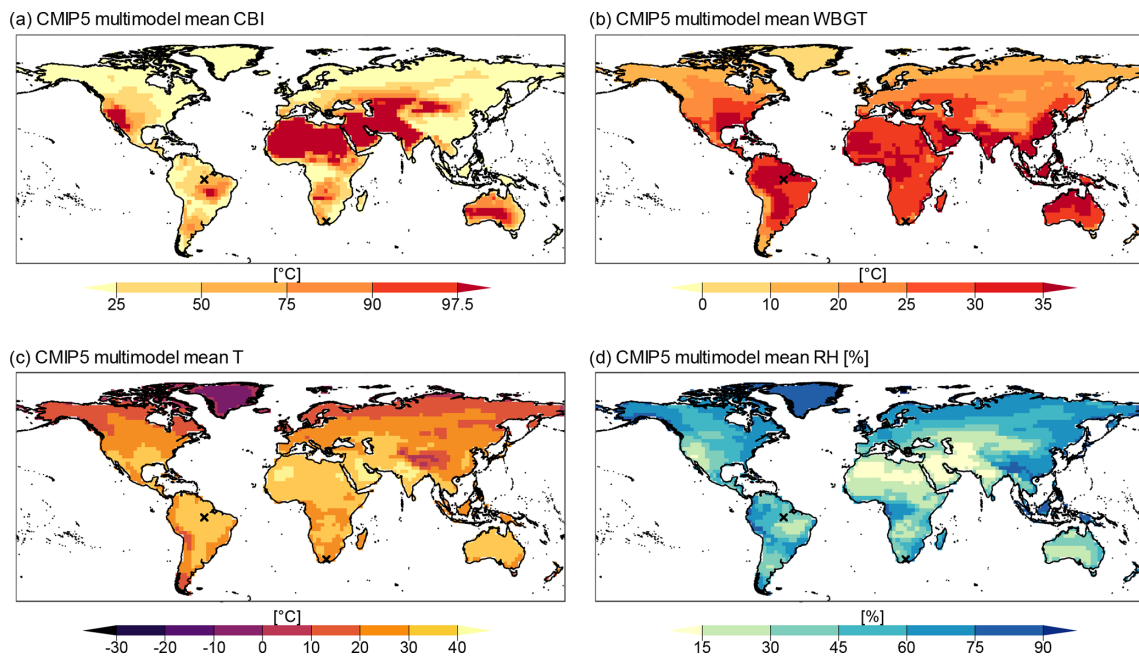 (a) CMIP5 multimodel mean CBI
(b) CMIP5 multimodel mean WBGT
[°C]
25 50 75 90 97.5
[°C]
0 10 20 25 30 35
(c) CMIP5 multimodel mean T
(d) CMIP5 multimodel mean RH [%]
[°C]
-30 -20 -10 0 10 20 30 40
[%]
15 30 45 60 75 90